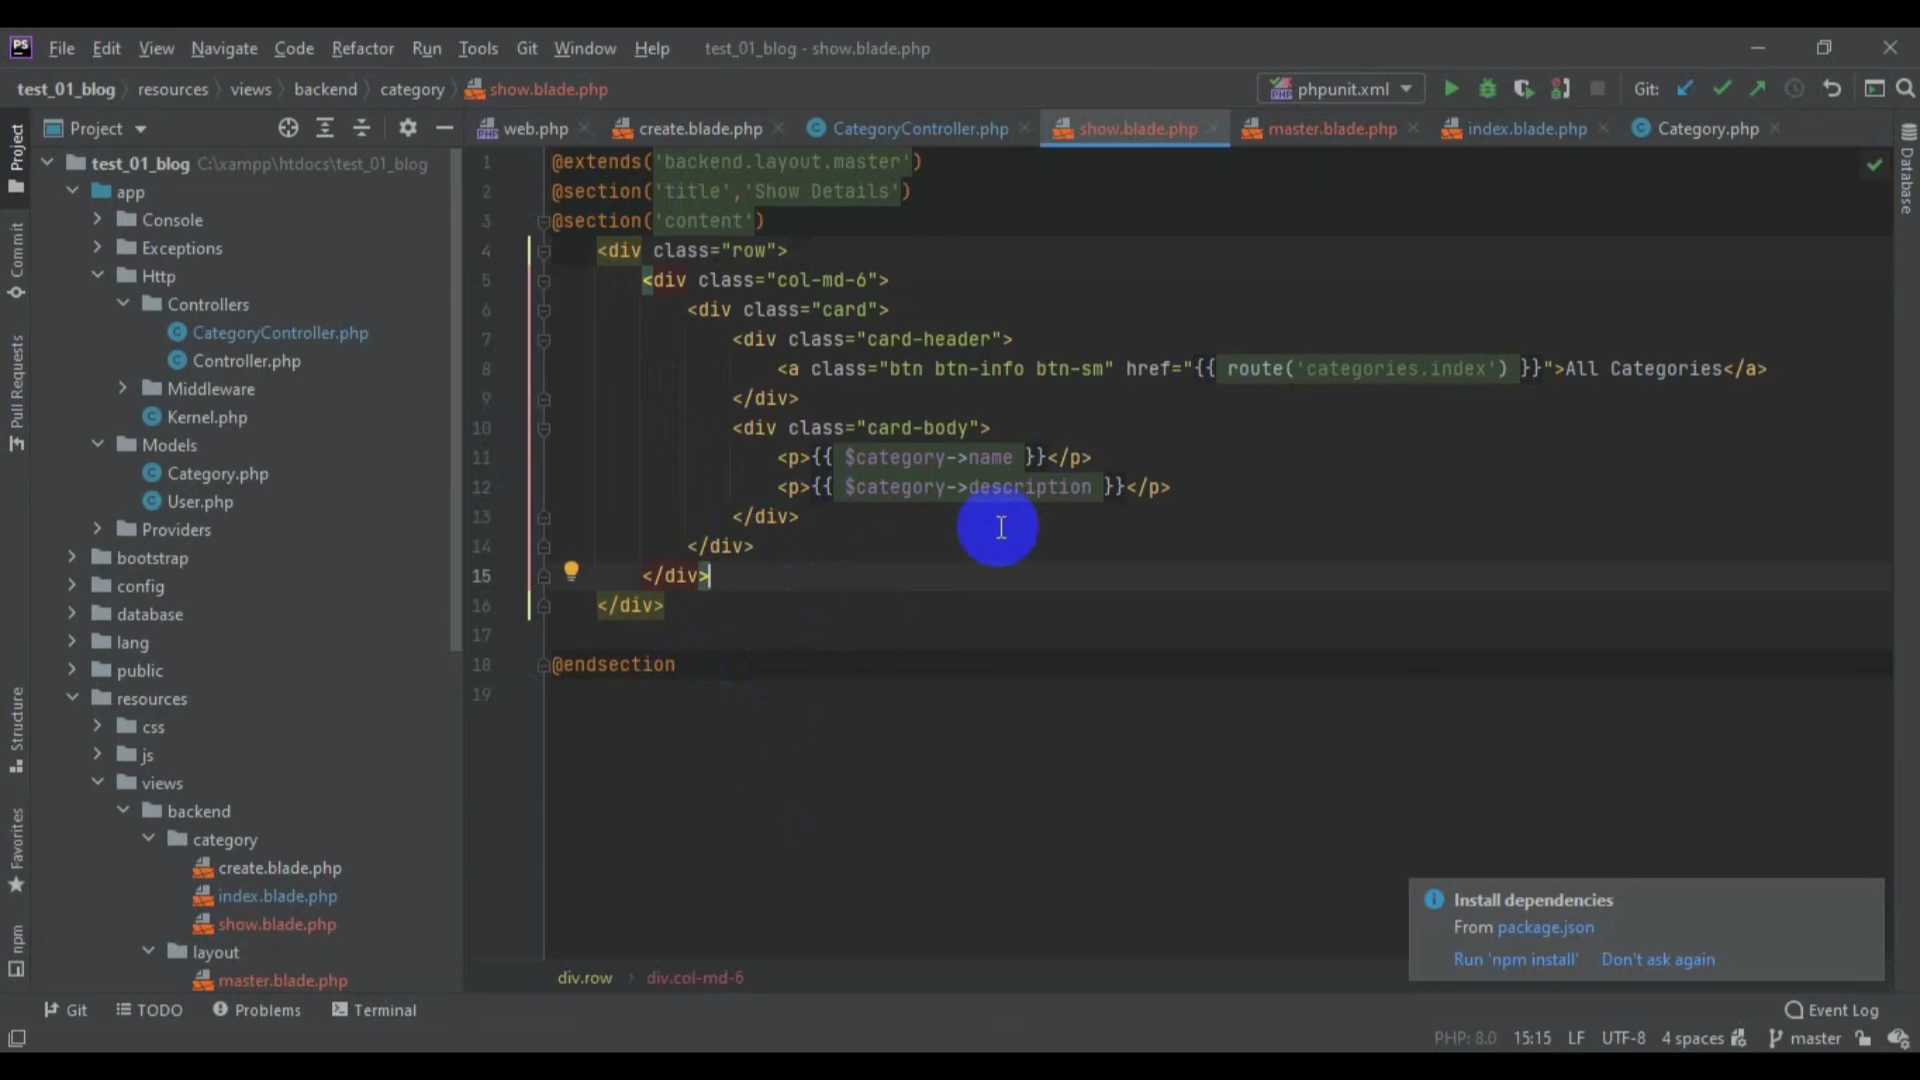 PS File Edit View Navigate Code Refactor Run Tools Git Window Help test_01_blog - show.blade.php
test_01_blog resources views backend category show.blade.php phpunit.xml Git:
Project web.php create.blade.php CategoryController.php show.blade.php master.blade.php index.blade.php Category.php
test_01_blog C:\xampp\htdocs\test_01_blog
app
Console
Exceptions
Http
Controllers
CategoryController.php
Controller.php
Middleware
Kernel.php
Models
Category.php
User.php
Providers
bootstrap
config
database
lang
public
resources
css
js
views
backend
category
create.blade.php
index.blade.php
show.blade.php
layout
master.blade.php
Project
Commit
Pull Requests
Structure
Favorites
npm
1 @extends('backend.layout.master')
2 @section('title','Show Details')
3 @section('content')
4 <div class="row">
5 <div class="col-md-6">
6 <div class="card">
7 <div class="card-header">
8 <a class="btn btn-info btn-sm" href="{{ route('categories.index') }}">All Categories</a>
9 </div>
10 <div class="card-body">
11 <p>{{ $category->name }}</p>
12 <p>{{ $category->description }}</p>
13 </div>
14 </div>
15 </div>
16 </div>
17
18 @endsection
19
Database
Install dependencies
From package.json
Run 'npm install' Don't ask again
div.row div.col-md-6
Git TODO Problems Terminal Event Log
PHP: 8.0 15:15 LF UTF-8 4 spaces master